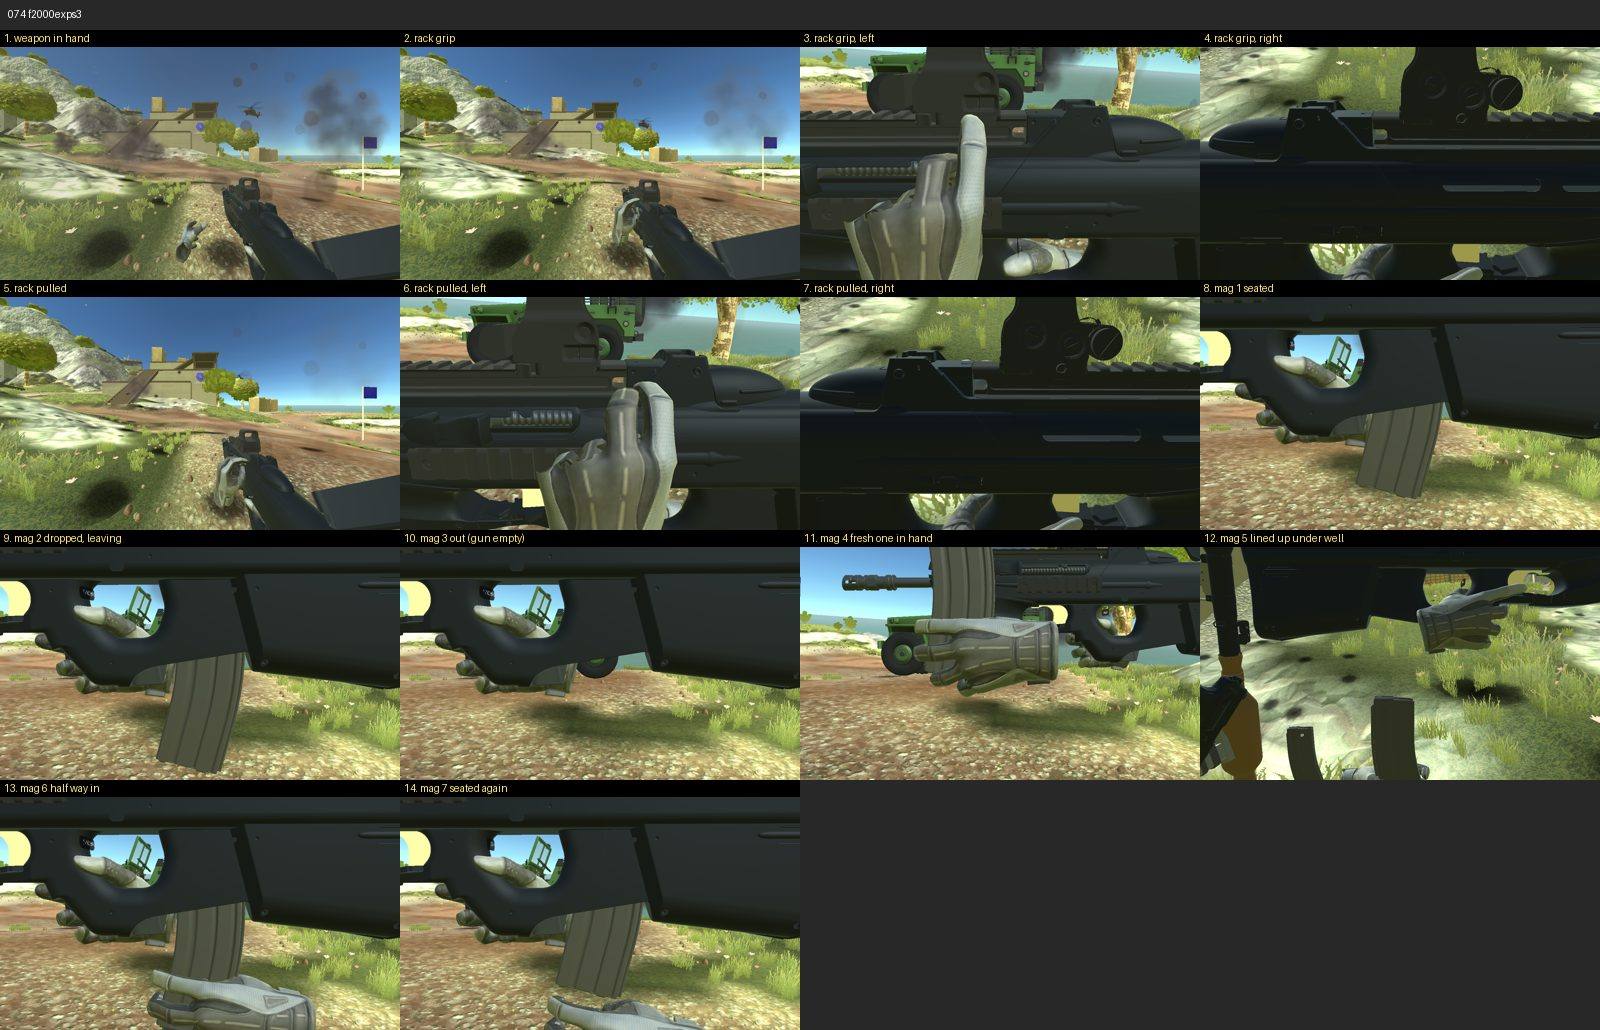 074 f2000exps3
1. weapon in hand
2. rack grip
3. rack grip, left
4. rack grip, right
5. rack pulled
6. rack pulled, left
7. rack pulled, right
8. mag 1 seated
9. mag 2 dropped, leaving
10. mag 3 out (gun empty)
11. mag 4 fresh one in hand
12. mag 5 lined up under well
13. mag 6 half way in
14. mag 7 seated again